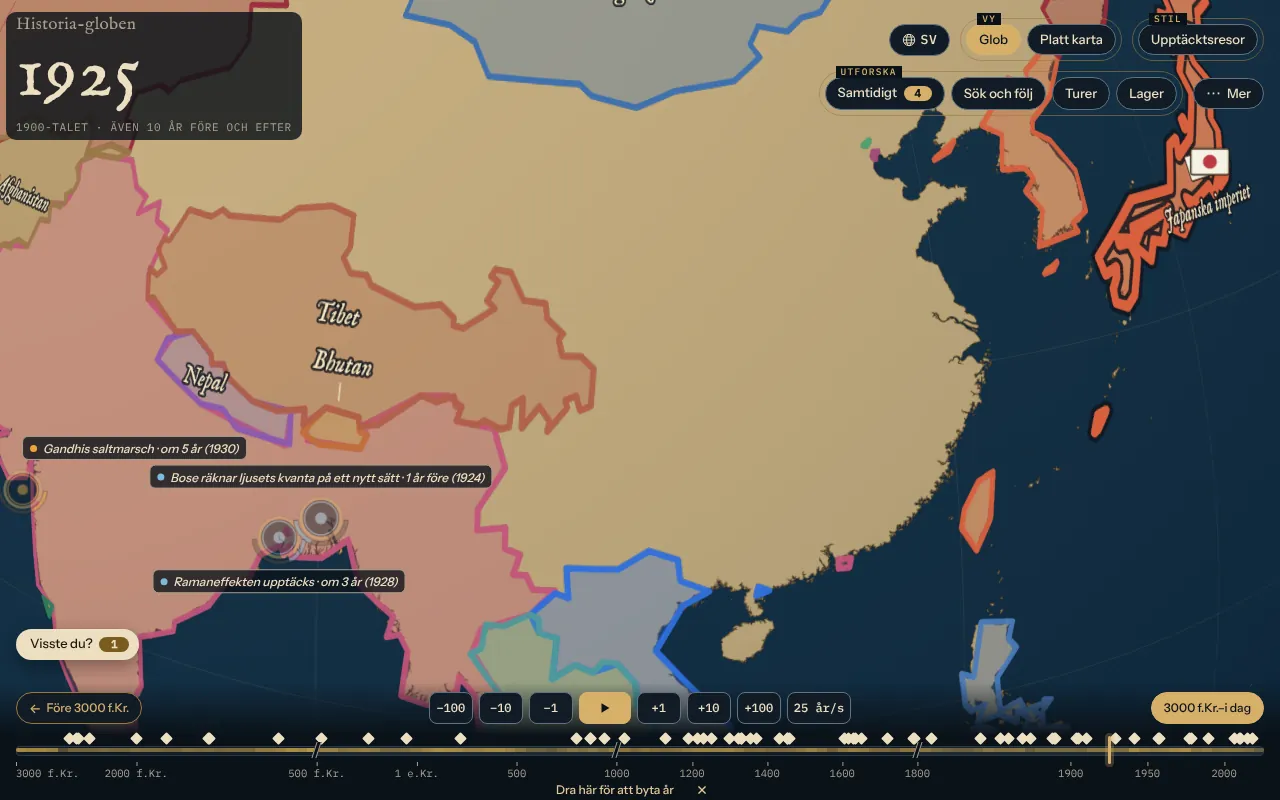 Historia-globen
1925
1900-TALET · ÄVEN 10 ÅR FÖRE OCH EFTER
SV
VY
Glob
Platt karta
STIL
Upptäcktsresor
UTFORSKA
Samtidigt 4
Sök och följ
Turer
Lager
··· Mer
Afghanistan
Japanska imperiet
Tibet
Bhutan
Nepal
Gandhis saltmarsch · om 5 år (1930)
Bose räknar ljusets kvanta på ett nytt sätt · 1 år före (1924)
Ramaneffekten upptäcks · om 3 år (1928)
Visste du? 1
← Före 3000 f.Kr.
−100
−10
−1
+1
+10
+100
25 år/s
3000 f.Kr.–i dag
3000 f.Kr.
2000 f.Kr.
500 f.Kr.
1 e.Kr.
500
1000
1200
1400
1600
1800
1900
1950
2000
Dra här för att byta år ✕